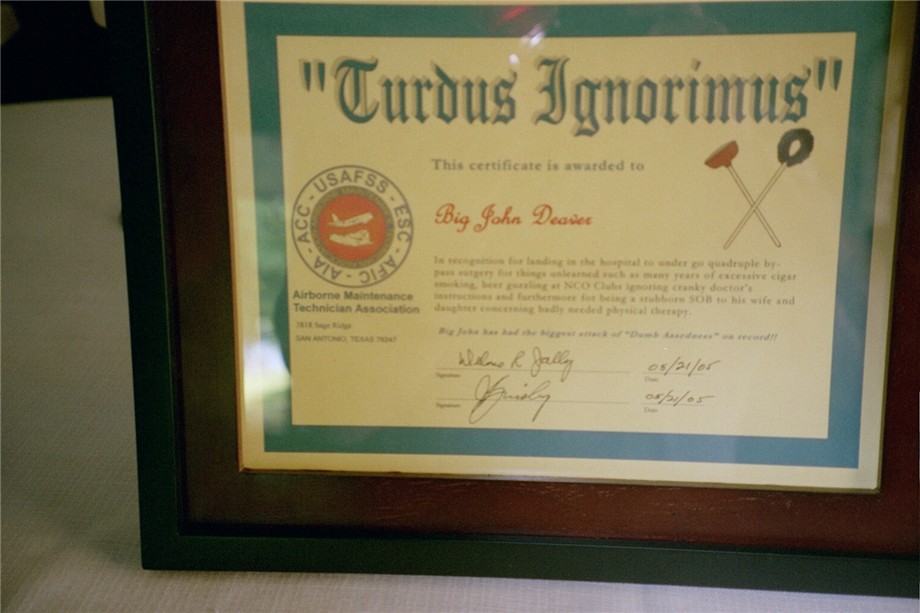 "Turdus Ignorimus"
This certificate is awarded to
Big John Deaver
In recognition for landing in the hospital to under go quadruple by-
pass surgery for things unlearned such as many years of excessive cigar
smoking, beer guzzling at NCO Clubs ignoring cranky doctor's
instructions and furthermore for being a stubborn SOB to his wife and
daughter concerning badly needed physical therapy.
Big John has had the biggest attack of "Dumb Assedness" on record!!
ACC - USAFSS - ESC - AFIC - AIA -
Airborne Maintenance
Technician Association
7818 Sage Ridge
SAN ANTONIO, TEXAS 78247
05/21/05
Signature
Date
05/21/05
Signature
Date